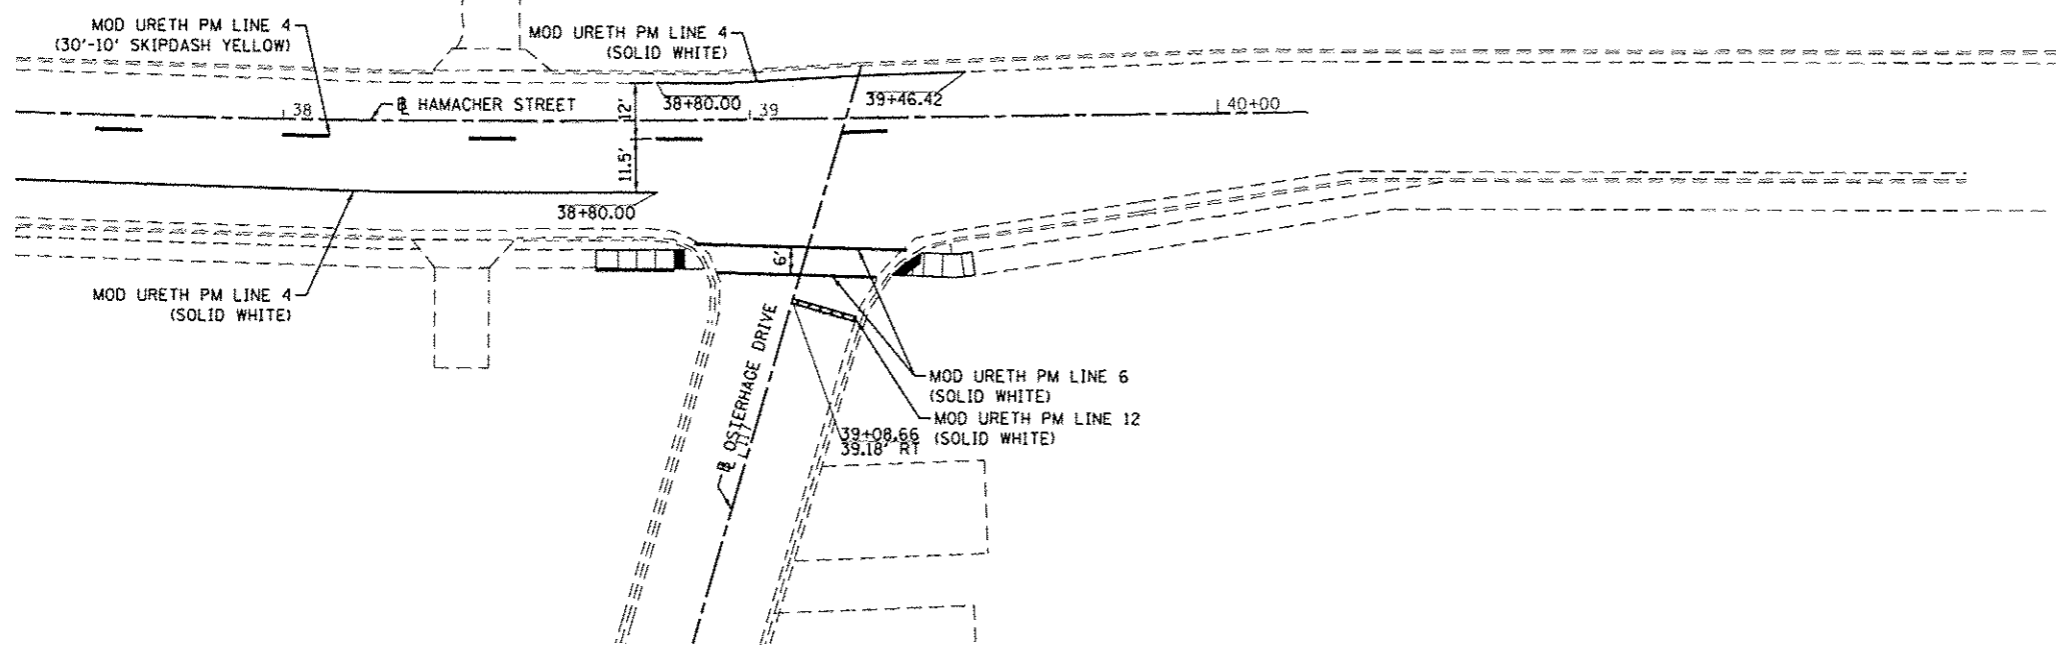 MOD URETH PM LINE 4
(30'-10' SKIPDASH YELLOW)
MOD URETH PM LINE 4
(SOLID WHITE)
38
℄ HAMACHER STREET
12'
38+80.00
39
39+46.42
40+00
11.5'
38+80.00
6'
MOD URETH PM LINE 4
(SOLID WHITE)
℄ OSTERHAGE DRIVE
MOD URETH PM LINE 6
(SOLID WHITE)
MOD URETH PM LINE 12
(SOLID WHITE)
39+08.66
39.18' RT